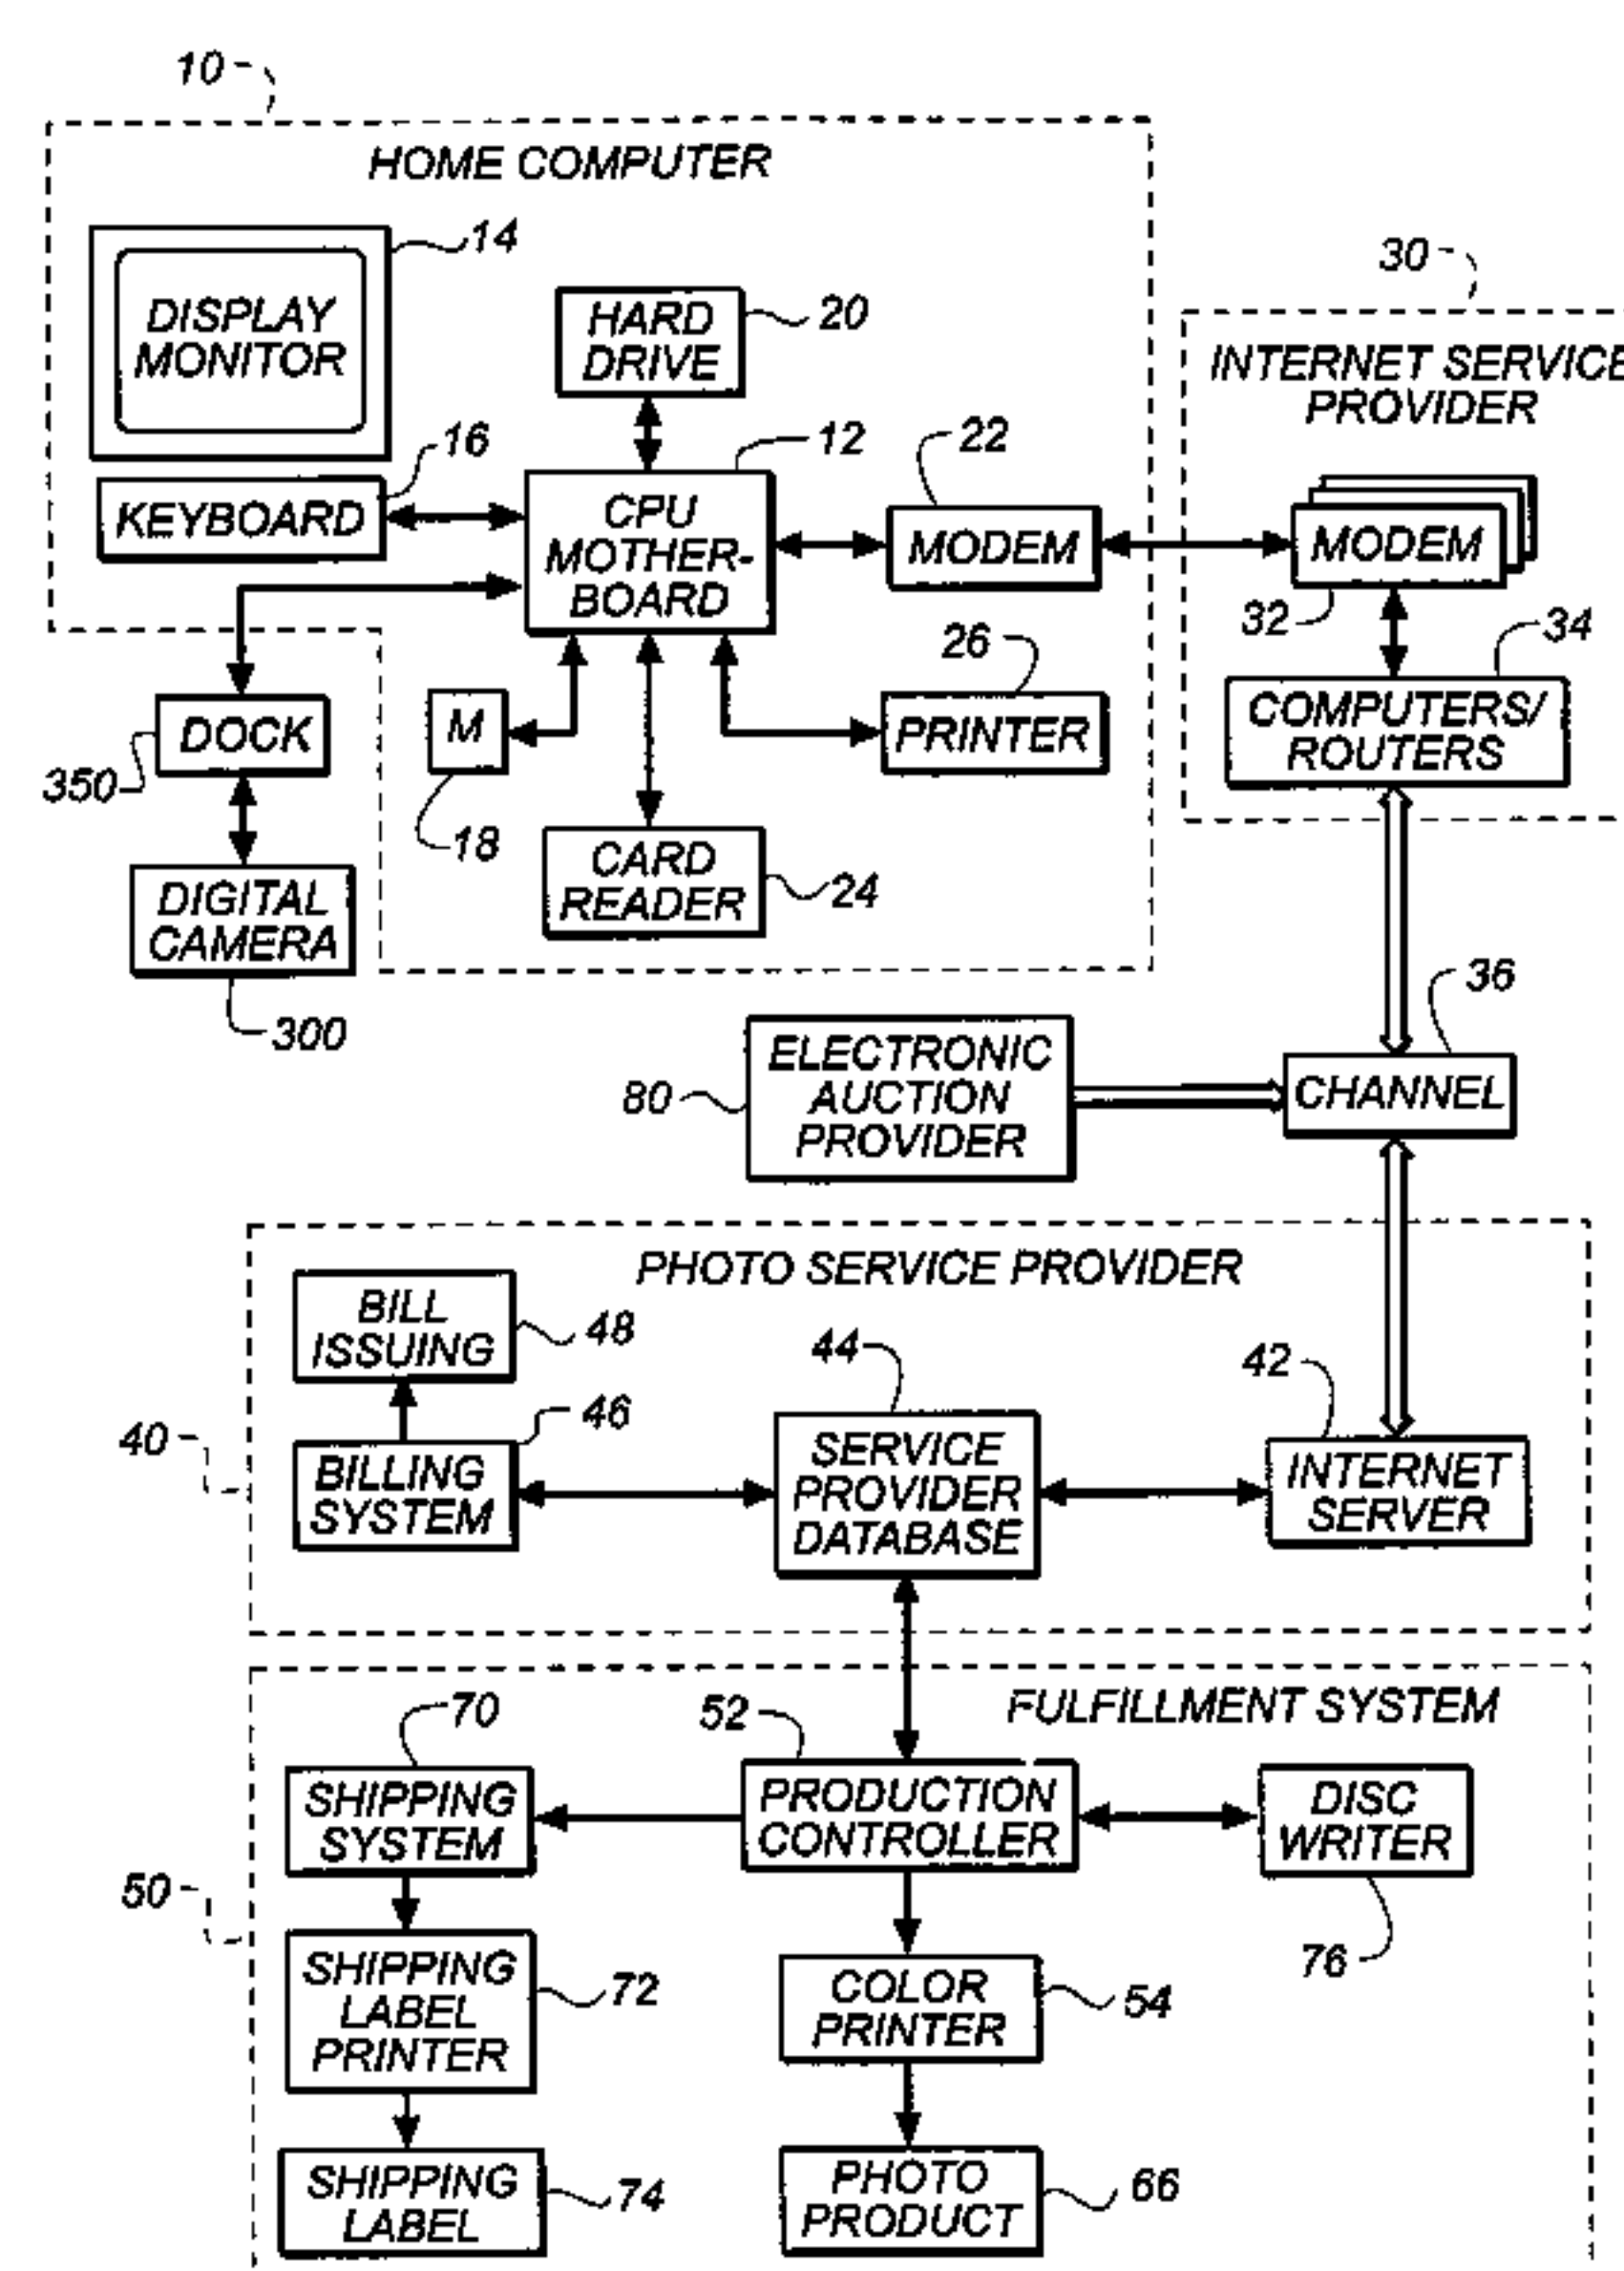 10
HOME COMPUTER
14
DISPLAY
MONITOR
HARD
DRIVE
20
30
INTERNET SERVICE
PROVIDER
16
KEYBOARD
12
CPU
MOTHER-
BOARD
22
MODEM
MODEM
32
34
COMPUTERS/
ROUTERS
26
PRINTER
M
18
DOCK
350
CARD
READER
24
DIGITAL
CAMERA
300
36
CHANNEL
ELECTRONIC
AUCTION
PROVIDER
80
PHOTO SERVICE PROVIDER
BILL
ISSUING
48
44
42
40
46
BILLING
SYSTEM
SERVICE
PROVIDER
DATABASE
INTERNET
SERVER
FULFILLMENT SYSTEM
70
52
SHIPPING
SYSTEM
PRODUCTION
CONTROLLER
DISC
WRITER
50
76
SHIPPING
LABEL
PRINTER
72
COLOR
PRINTER
54
SHIPPING
LABEL
74
PHOTO
PRODUCT
66